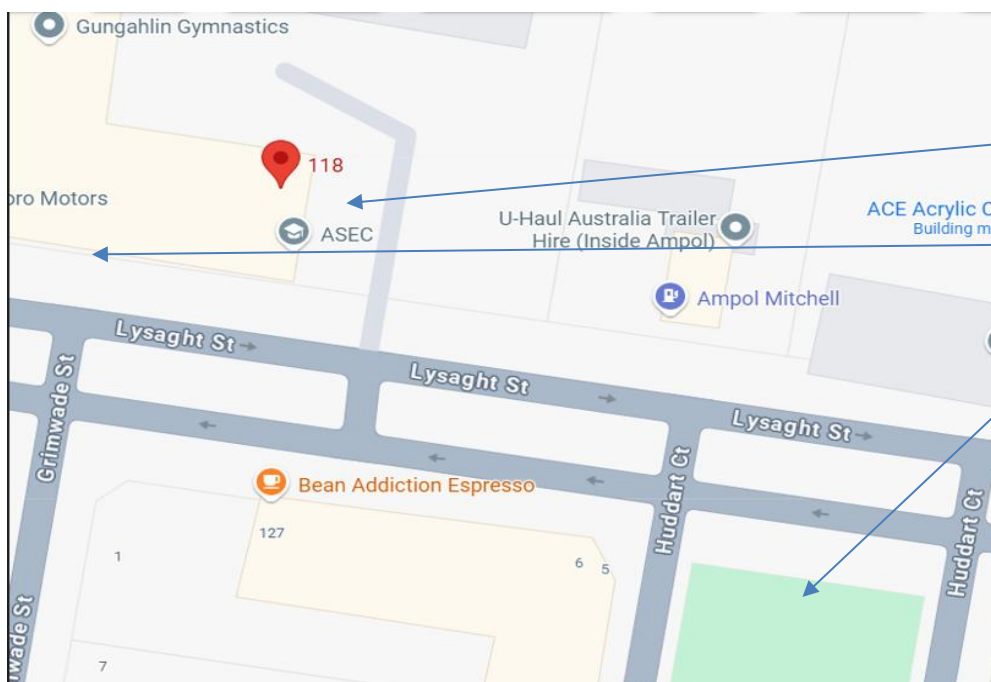 Gungahlin Gymnastics
118
pro Motors
ASEC
U-Haul Australia Trailer
Hire (Inside Ampol)
ACE Acrylic
Building m
Ampol Mitchell
Lysaght St
Lysaght St
Lysaght St
Grimwade St
Bean Addiction Espresso
Huddart Ct
Huddart Ct
127
1
6
5
wade St
7